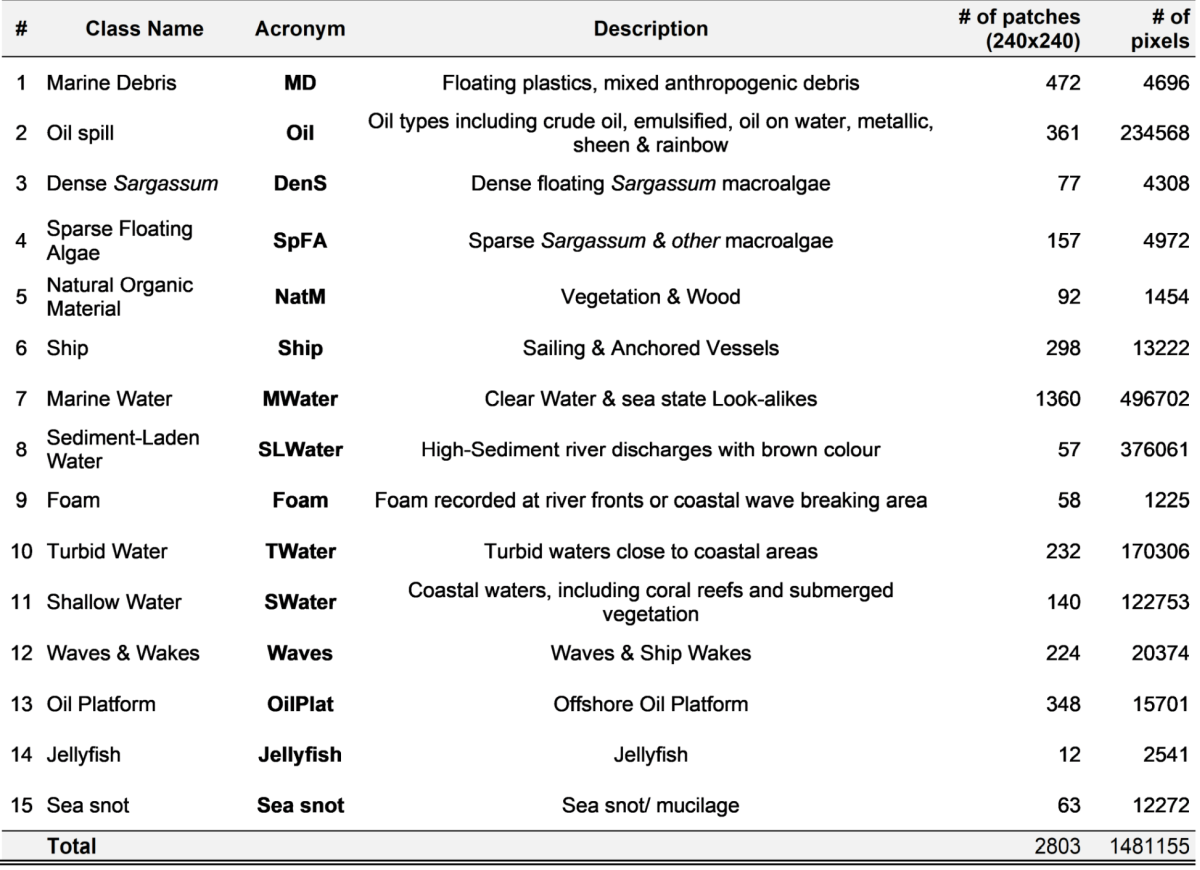 # Class Name Acronym Description # of patches (240x240) # of pixels
1 Marine Debris MD Floating plastics, mixed anthropogenic debris 472 4696
2 Oil spill Oil Oil types including crude oil, emulsified, oil on water, metallic, sheen & rainbow 361 234568
3 Dense Sargassum DenS Dense floating Sargassum macroalgae 77 4308
4 Sparse Floating Algae SpFA Sparse Sargassum & other macroalgae 157 4972
5 Natural Organic Material NatM Vegetation & Wood 92 1454
6 Ship Ship Sailing & Anchored Vessels 298 13222
7 Marine Water MWater Clear Water & sea state Look-alikes 1360 496702
8 Sediment-Laden Water SLWater High-Sediment river discharges with brown colour 57 376061
9 Foam Foam Foam recorded at river fronts or coastal wave breaking area 58 1225
10 Turbid Water TWater Turbid waters close to coastal areas 232 170306
11 Shallow Water SWater Coastal waters, including coral reefs and submerged vegetation 140 122753
12 Waves & Wakes Waves Waves & Ship Wakes 224 20374
13 Oil Platform OilPlat Offshore Oil Platform 348 15701
14 Jellyfish Jellyfish Jellyfish 12 2541
15 Sea snot Sea snot Sea snot/ mucilage 63 12272
Total 2803 1481155